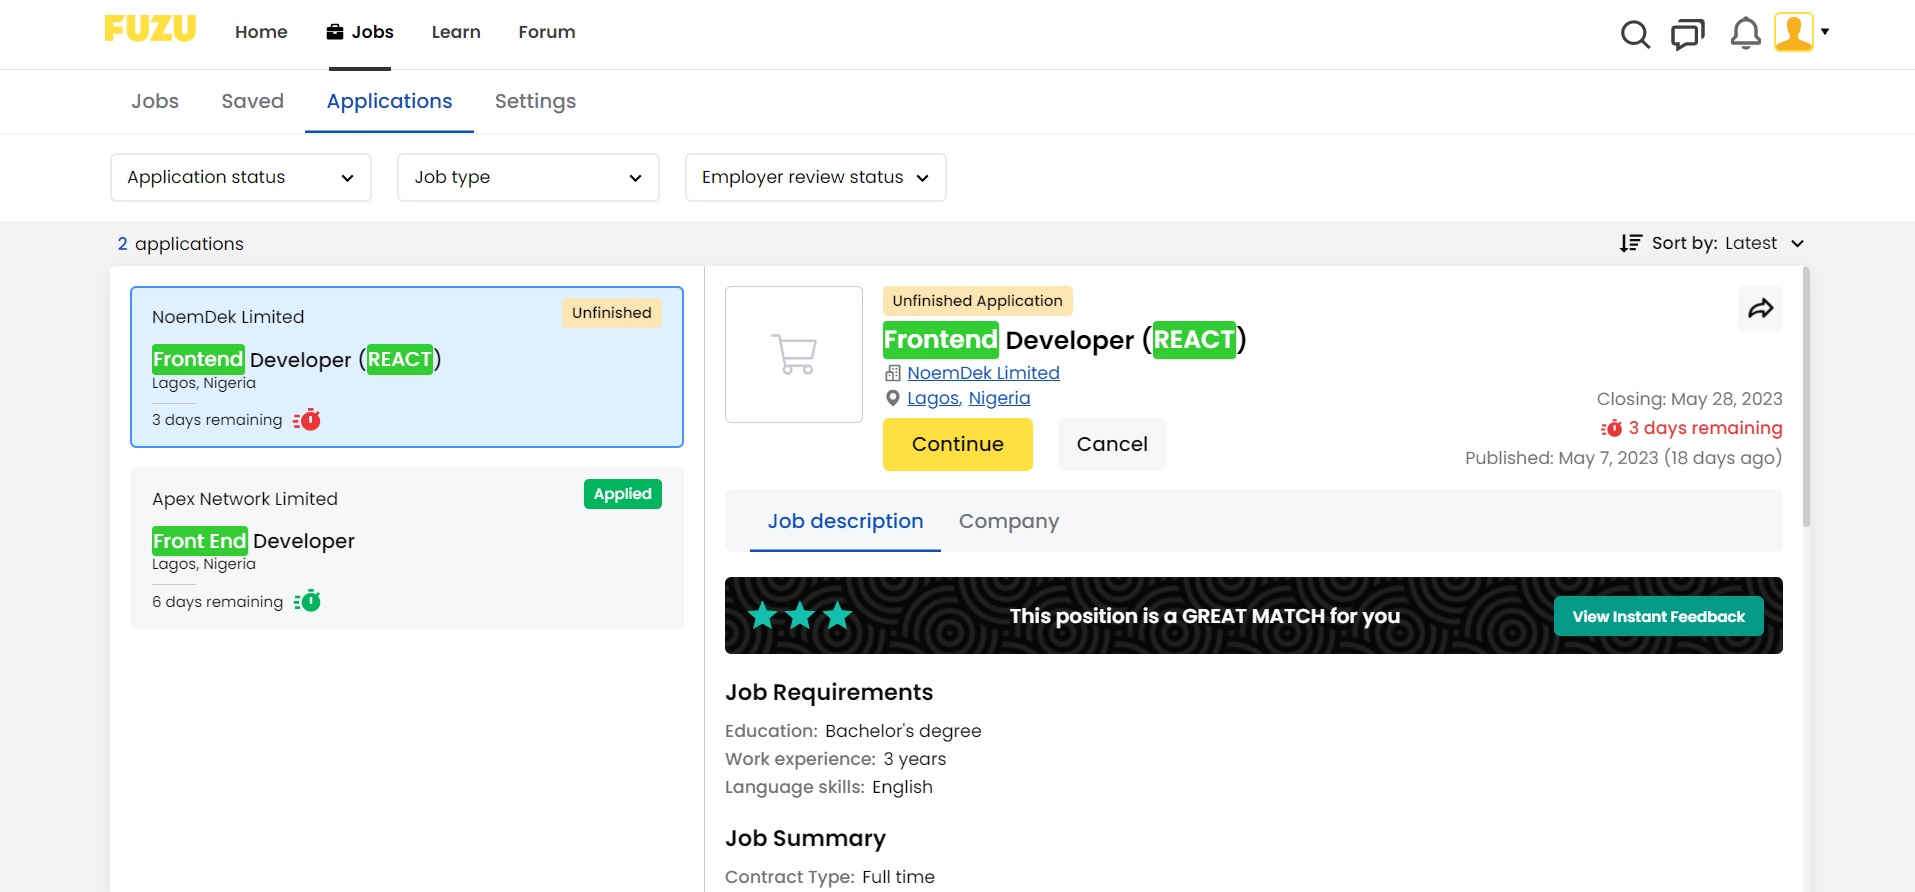 FUZU
Home
Jobs
Learn
Forum
Jobs
Saved
Applications
Settings
Application status
Job type
Employer review status
2 applications
Sort by: Latest
NoemDek Limited
Unfinished
Frontend Developer (REACT)
Lagos, Nigeria
3 days remaining
Apex Network Limited
Applied
Front End Developer
Lagos, Nigeria
6 days remaining
Unfinished Application
Frontend Developer (REACT)
NoemDek Limited
Lagos, Nigeria
Continue
Cancel
Closing: May 28, 2023
3 days remaining
Published: May 7, 2023 (18 days ago)
Job description
Company
This position is a GREAT MATCH for you
View Instant Feedback
Job Requirements
Education: Bachelor's degree
Work experience: 3 years
Language skills: English
Job Summary
Contract Type: Full time